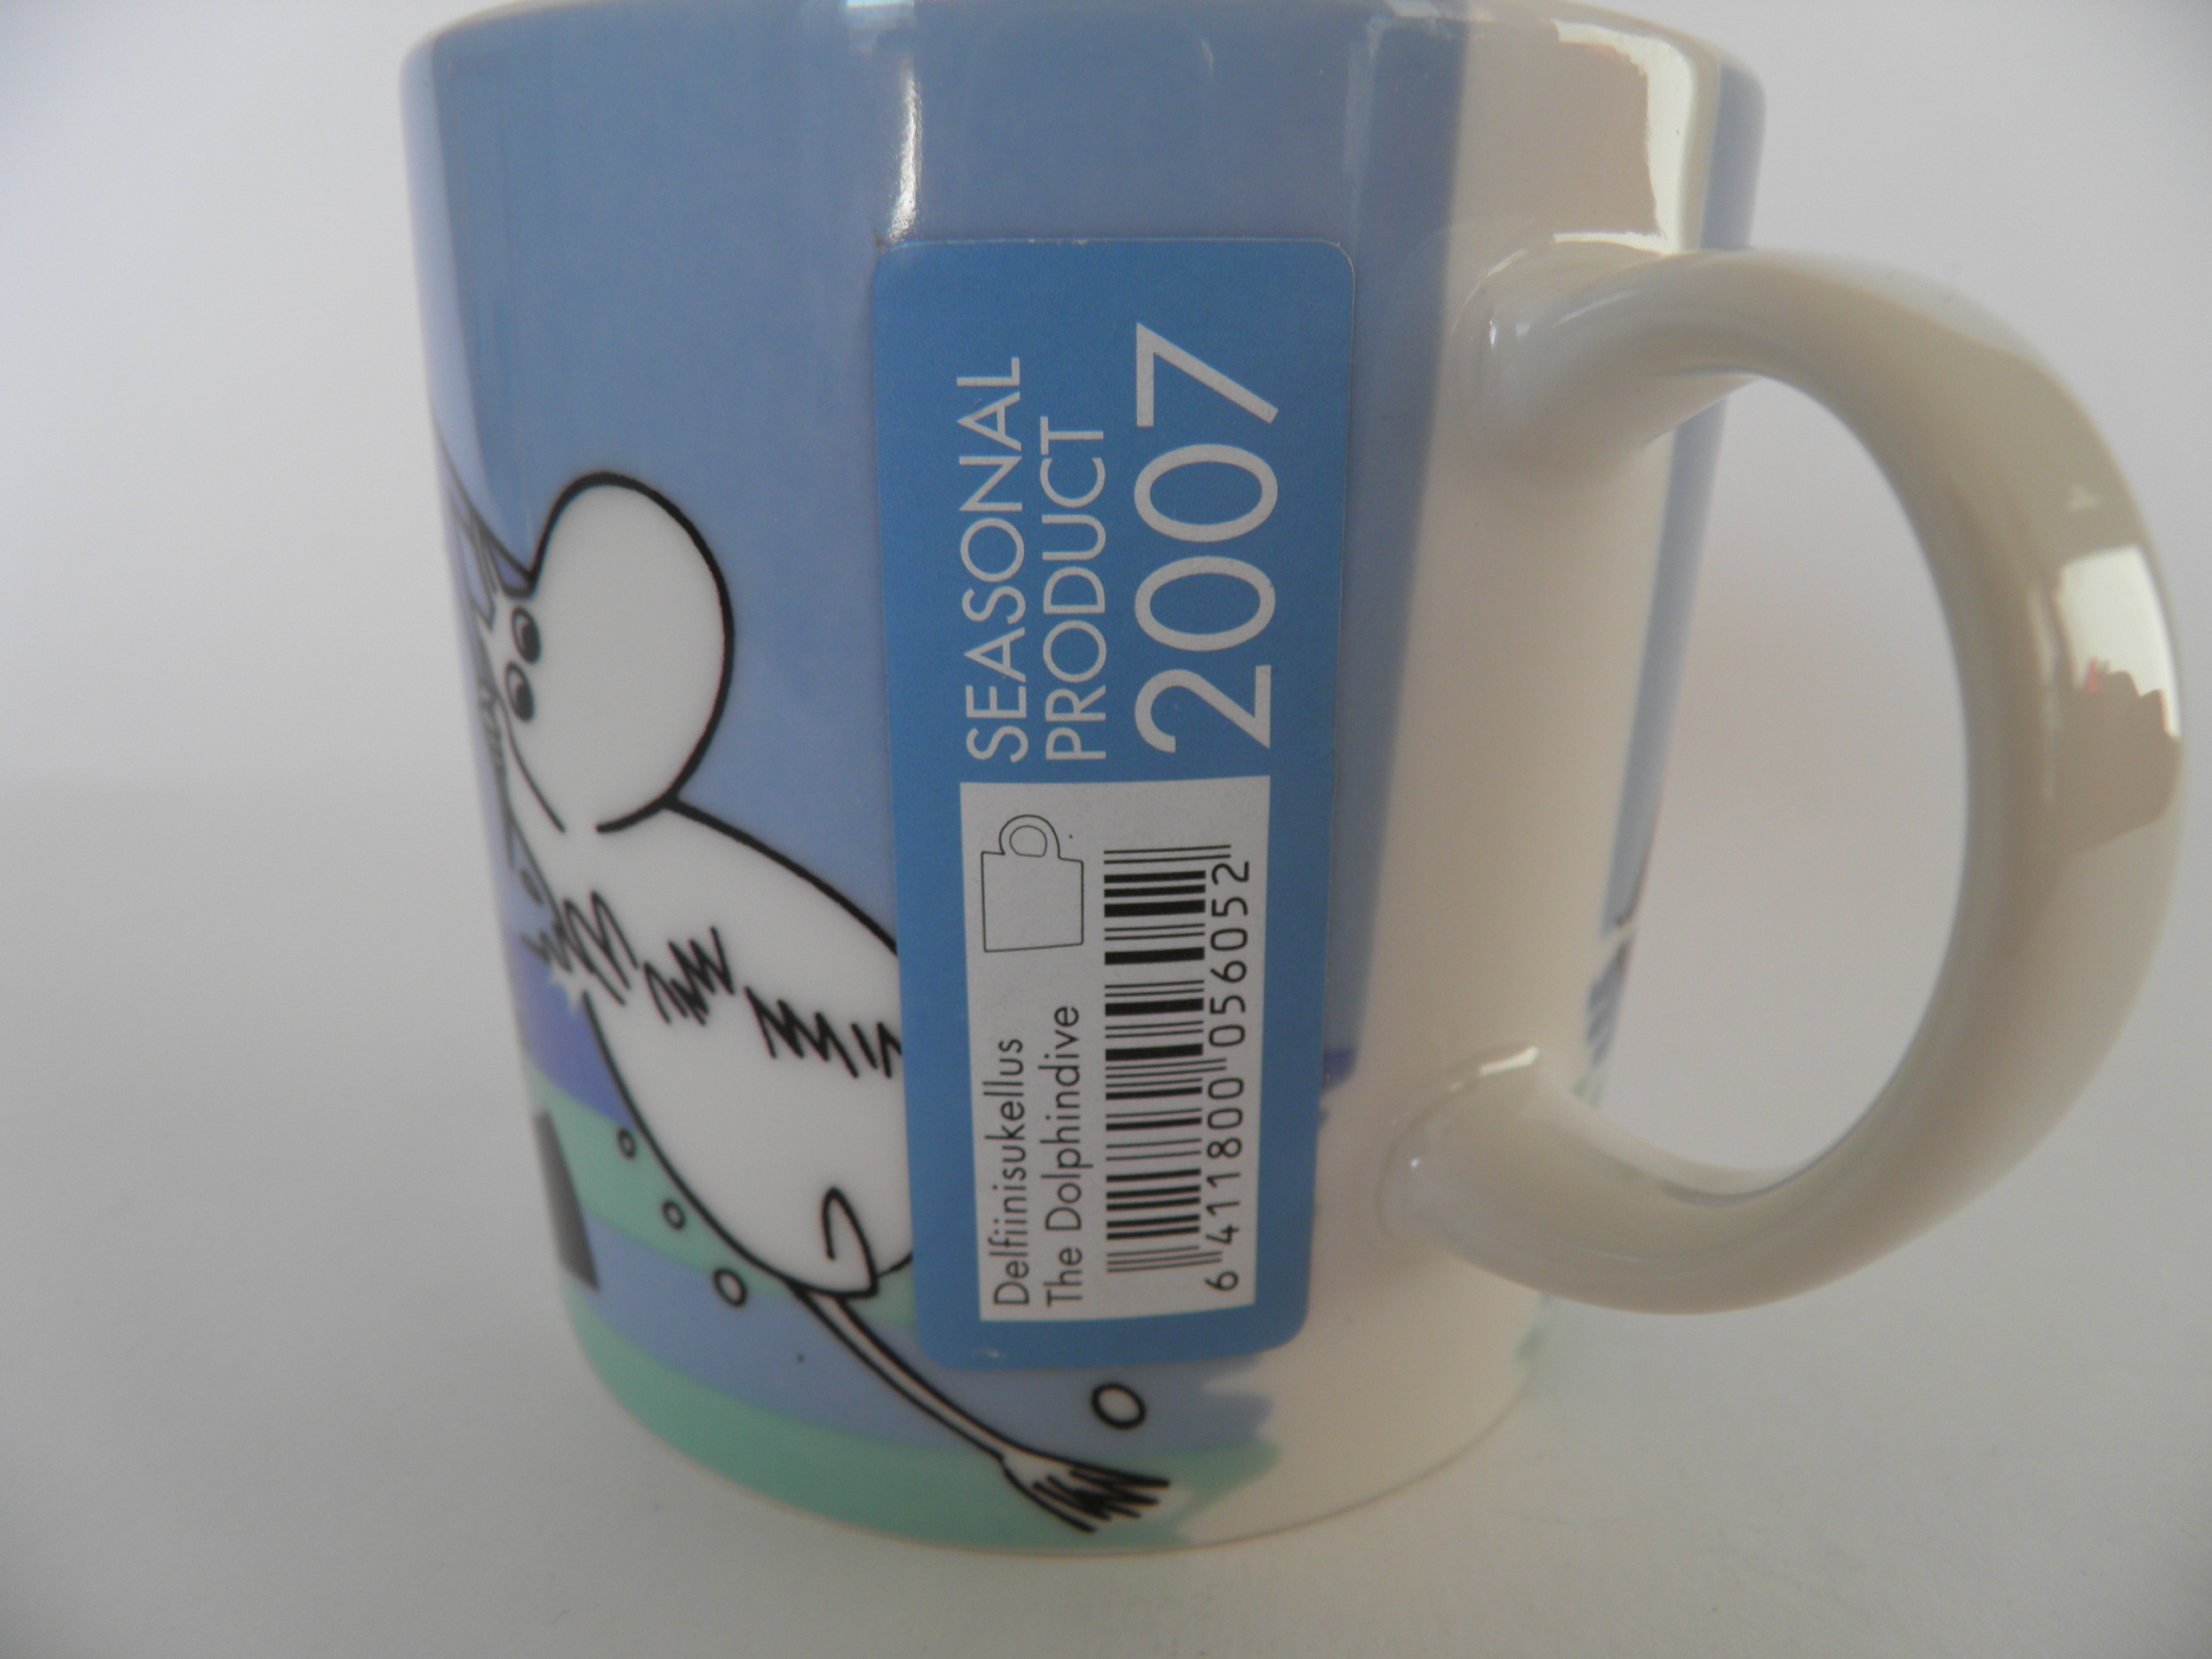 SEASONAL
PRODUCT
2007
Delfiinisukellus
The Dolphindive
6 411800 056052